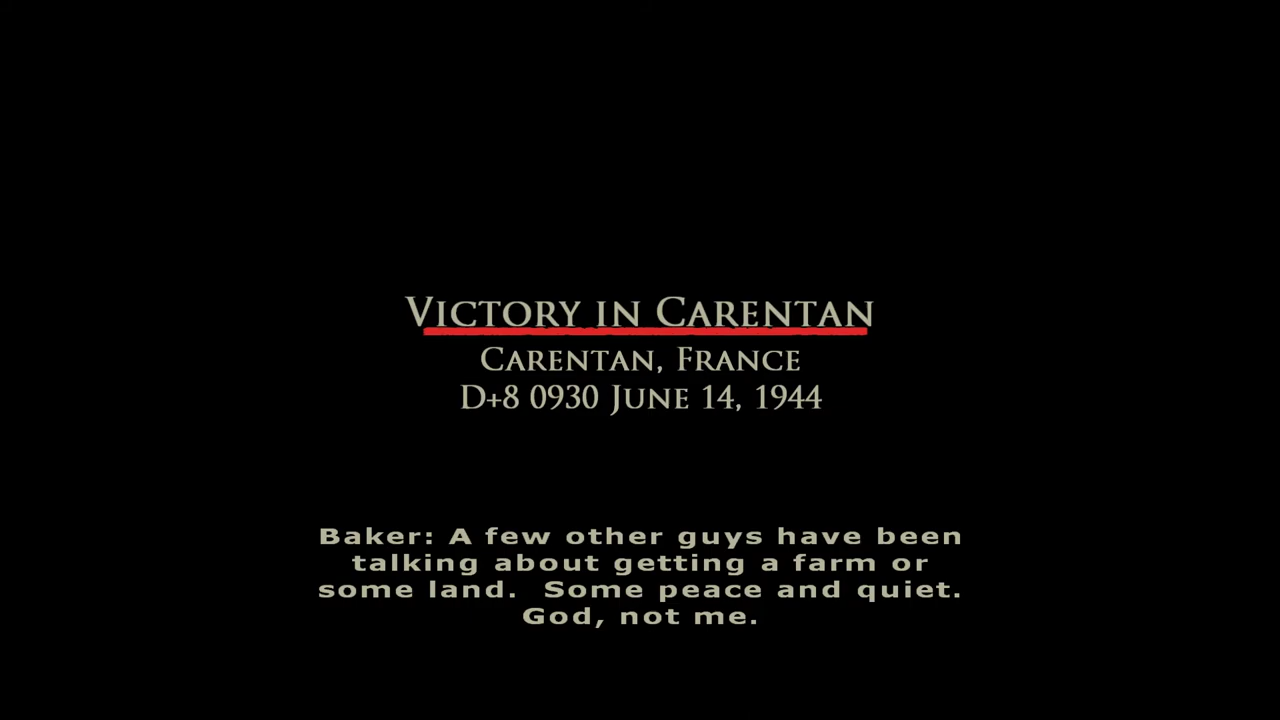 Victory in Carentan
Carentan, France
D+8 0930 June 14, 1944
Baker: A few other guys have been
talking about getting a farm or
some land.  Some peace and quiet.
God, not me.